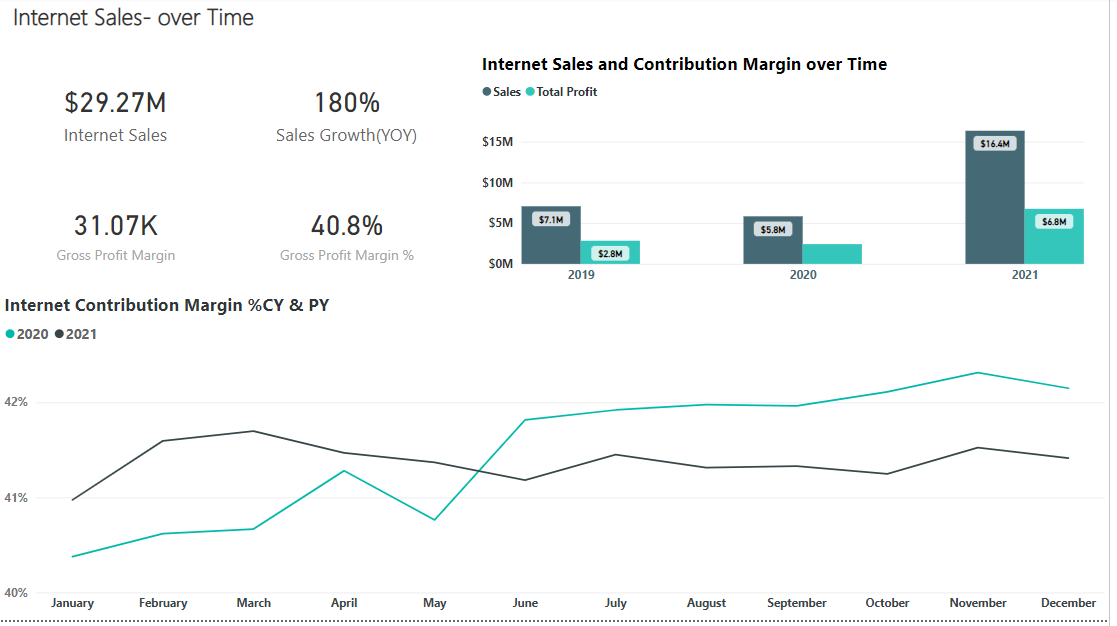 Internet Sales- over Time
$29.27M
Internet Sales
180%
Sales Growth(YOY)
31.07K
Gross Profit Margin
40.8%
Gross Profit Margin %
Internet Sales and Contribution Margin over Time
Sales Total Profit
$15M
$10M
$5M
$0M
$7.1M
$2.8M
$5.8M
$16.4M
$6.8M
2019 2020 2021
Internet Contribution Margin %CY & PY
2020 2021
42%
41%
40%
January February March April May June July August September October November December